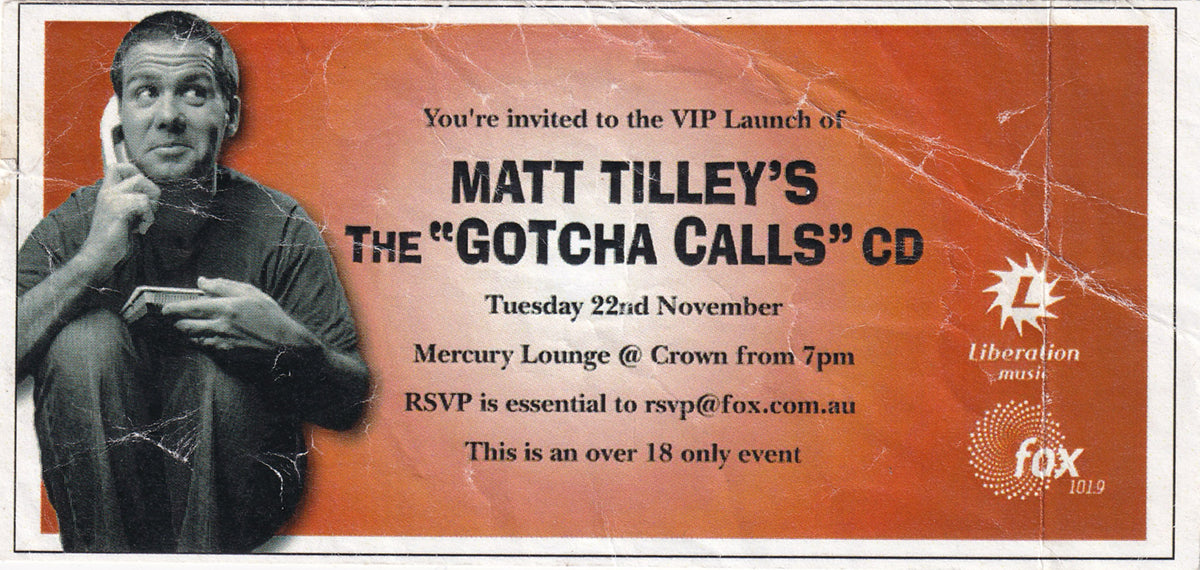 You're invited to the VIP Launch of
MATT TILLEY'S
THE “GOTCHA CALLS” CD
Tuesday 22nd November
Mercury Lounge @ Crown from 7pm
RSVP is essential to rsvp@fox.com.au
This is an over 18 only event
L
Liberation
music
fox
101.9